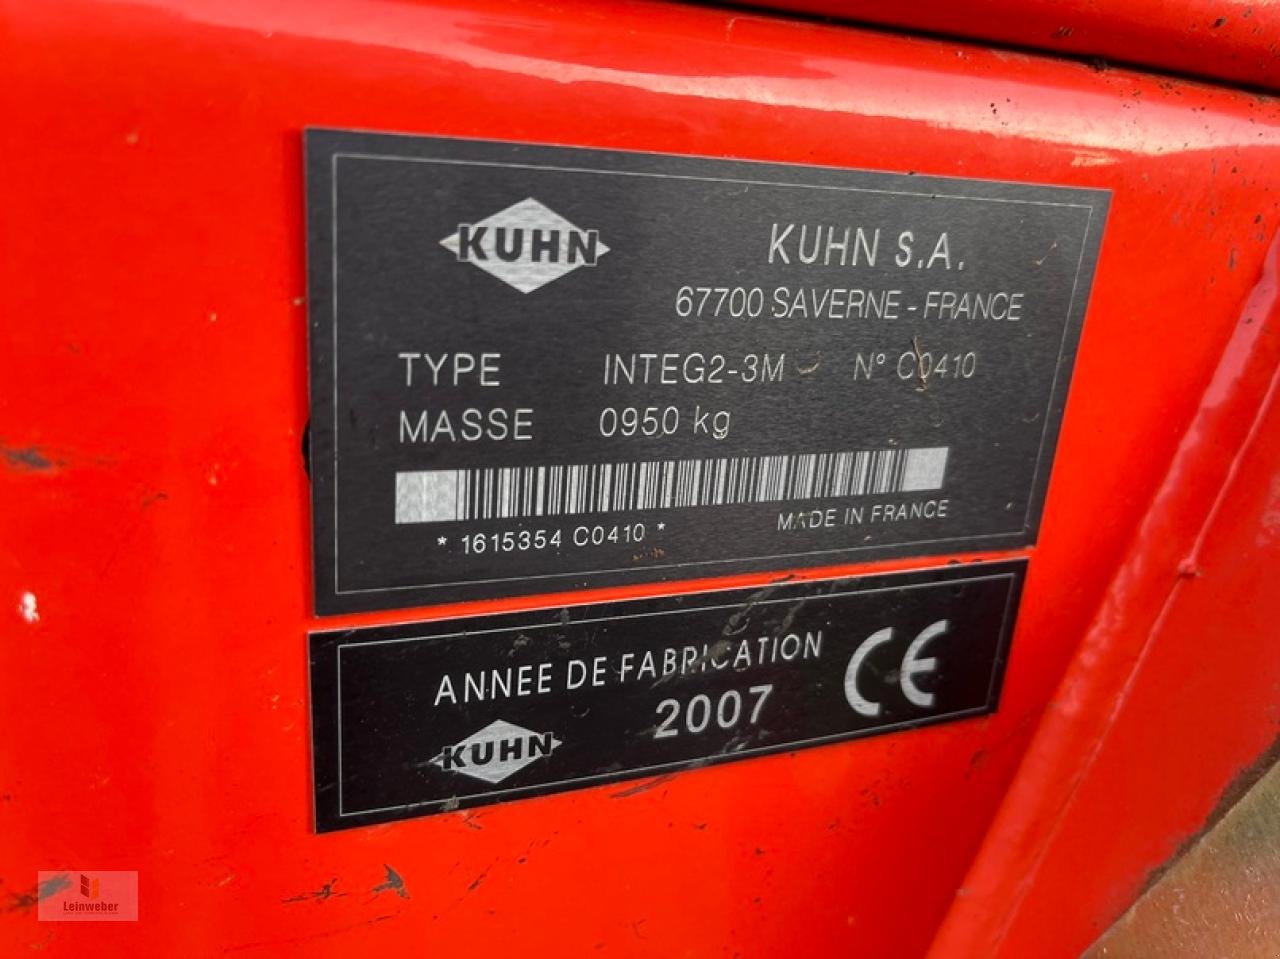 KUHN
KUHN S.A.
67700 SAVERNE - FRANCE
TYPE INTEG2-3M N° C0410
MASSE 0950 kg
* 1615354 C0410 *
MADE IN FRANCE
ANNEE DE FABRICATION
2007
CE
KUHN
Leinweber